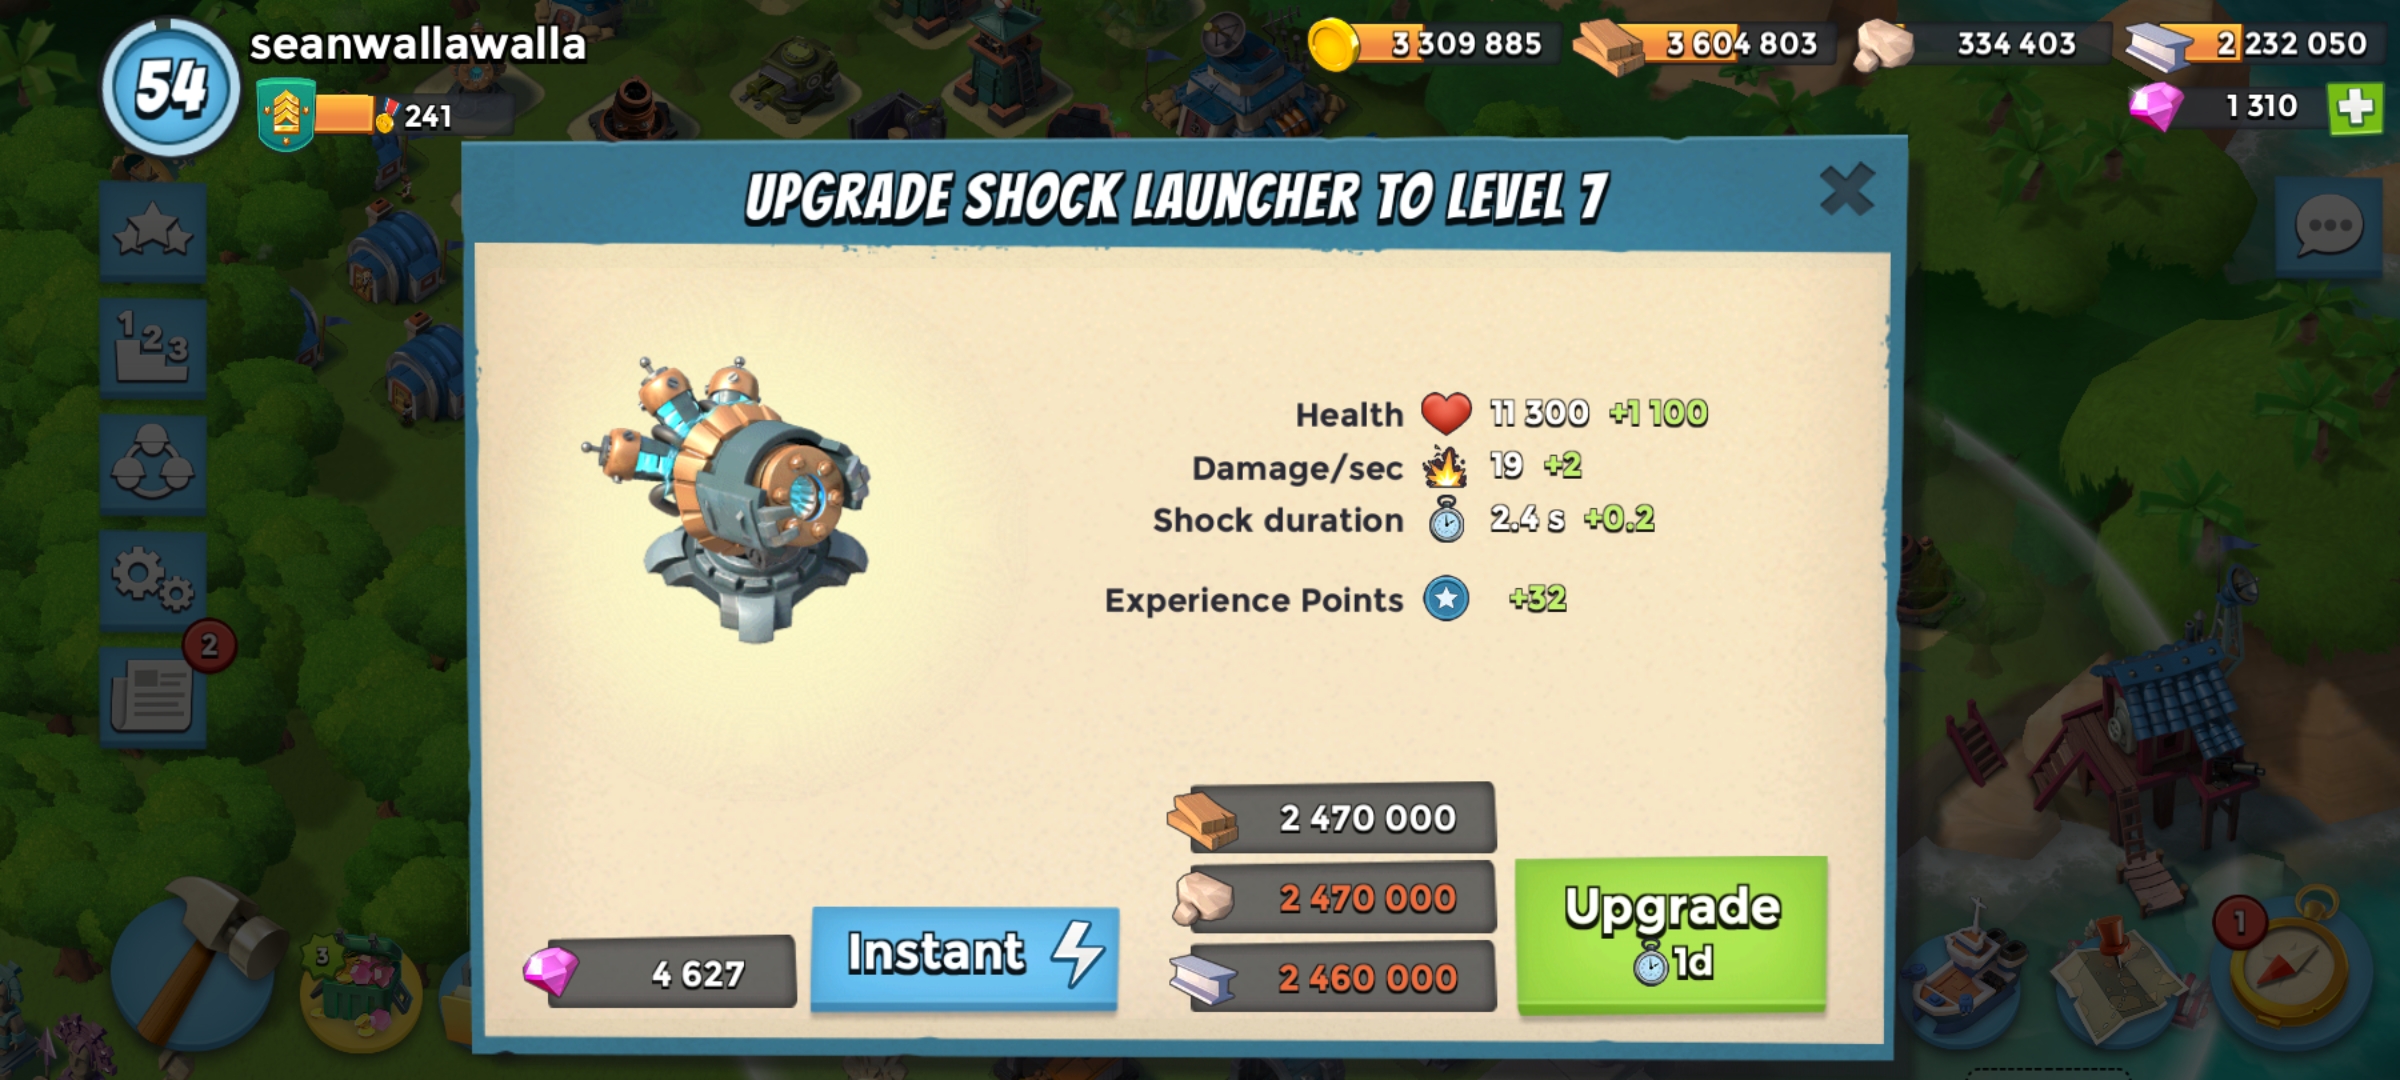 54
seanwallawalla
241
3 309 885
3 604 803
334 403
2 232 050
1 310
UPGRADE SHOCK LAUNCHER TO LEVEL 7
1 2 3
Health 11 300 +1 100
Damage/sec 19 +2
Shock duration 2.4 s +0.2
Experience Points +32
2
2 470 000
2 470 000
2 460 000
Upgrade
1d
4 627
Instant
3
1